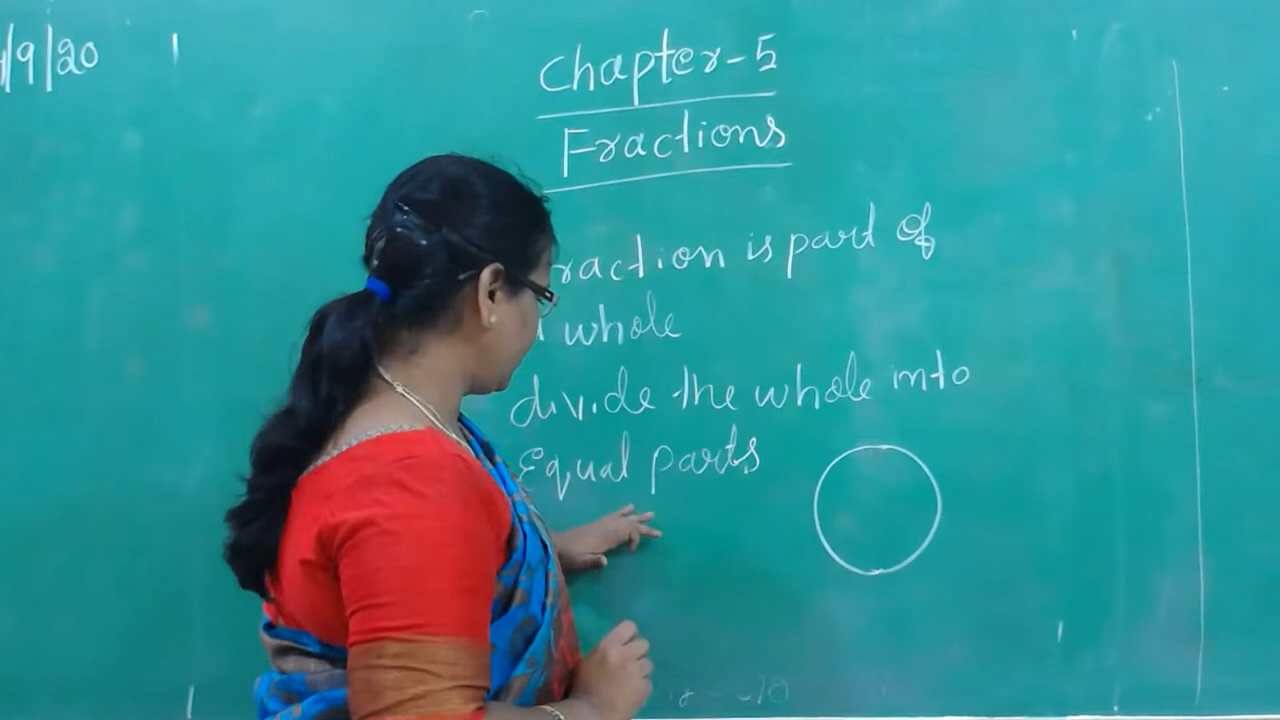 /9/20
Chapter-5
Fractions
raction is part of
whole
divide the whole into
Equal parts